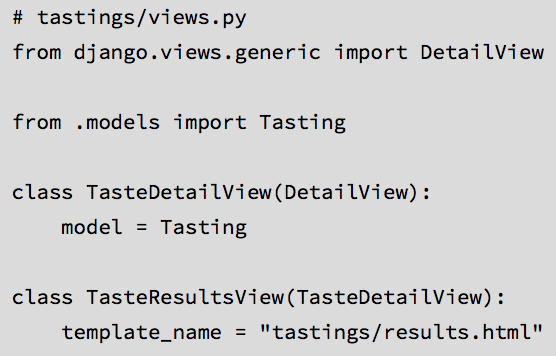 # tastings/views.py
from django.views.generic import DetailView
from .models import Tasting
class TasteDetailView(DetailView):
    model = Tasting
class TasteResultsView(TasteDetailView):
    template_name = "tastings/results.html"